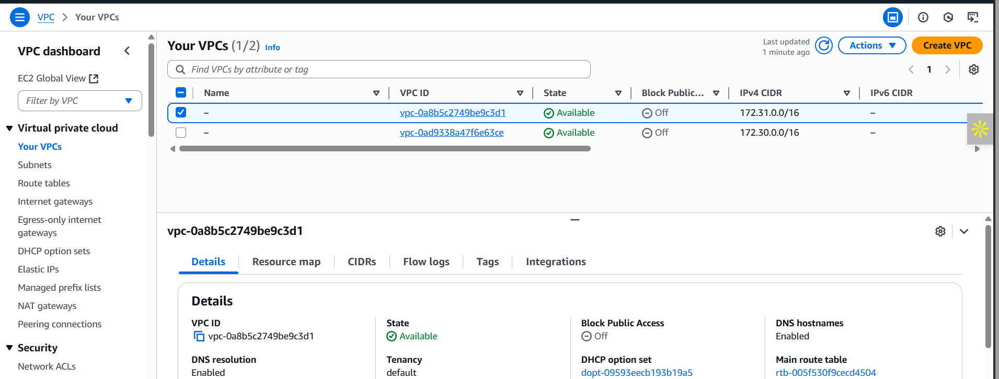 VPC > Your VPCs
VPC dashboard
EC2 Global View
Filter by VPC
Virtual private cloud
Your VPCs
Subnets
Route tables
Internet gateways
Egress-only internet
gateways
DHCP option sets
Elastic IPs
Managed prefix lists
NAT gateways
Peering connections
Security
Network ACLs
Your VPCs (1/2) Info
Last updated
1 minute ago
Actions
Create VPC
Find VPCs by attribute or tag
1
Name VPC ID State Block Public... IPv4 CIDR IPv6 CIDR
– vpc-0a8b5c2749be9c3d1 Available Off 172.31.0.0/16 –
– vpc-0ad9338a47f6e63ce Available Off 172.30.0.0/16 –
vpc-0a8b5c2749be9c3d1
Details Resource map CIDRs Flow logs Tags Integrations
Details
VPC ID
vpc-0a8b5c2749be9c3d1
State
Available
Block Public Access
Off
DNS hostnames
Enabled
DNS resolution
Enabled
Tenancy
default
DHCP option set
dopt-09593eecb193b19a5
Main route table
rtb-005f530f9cecd4504